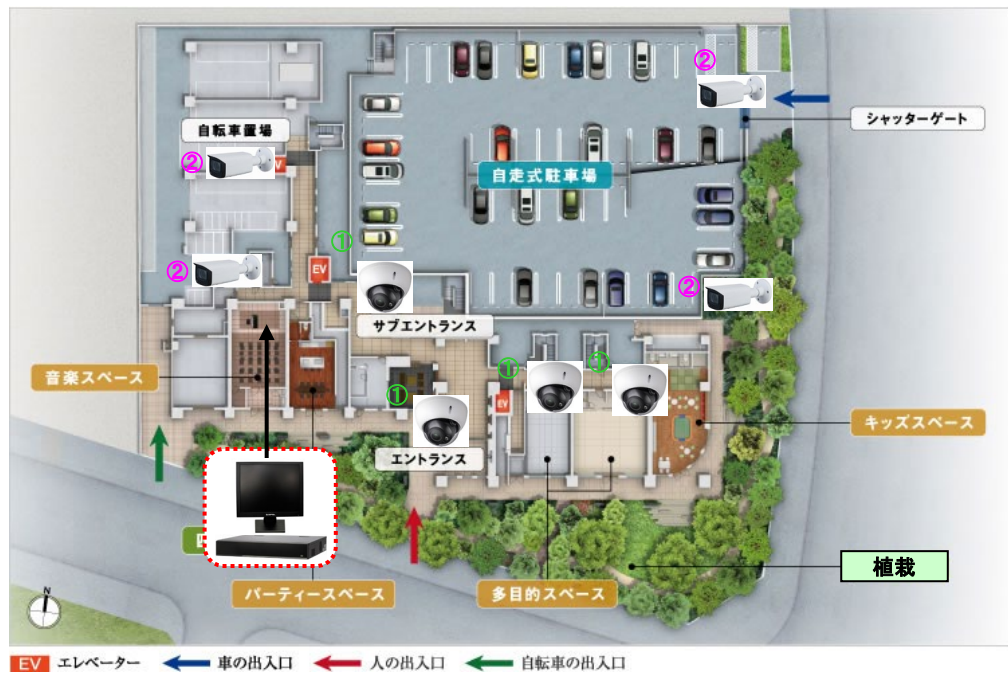 ②
シャッターゲート
自転車置場
②
EV
自走式駐車場
①
②
EV
②
サブエントランス
音楽スペース
①
③
①
EV
キッズスペース
エントランス
植栽
パーティースペース
多目的スペース
N
EV エレベーター 車の出入口 人の出入口 自転車の出入口